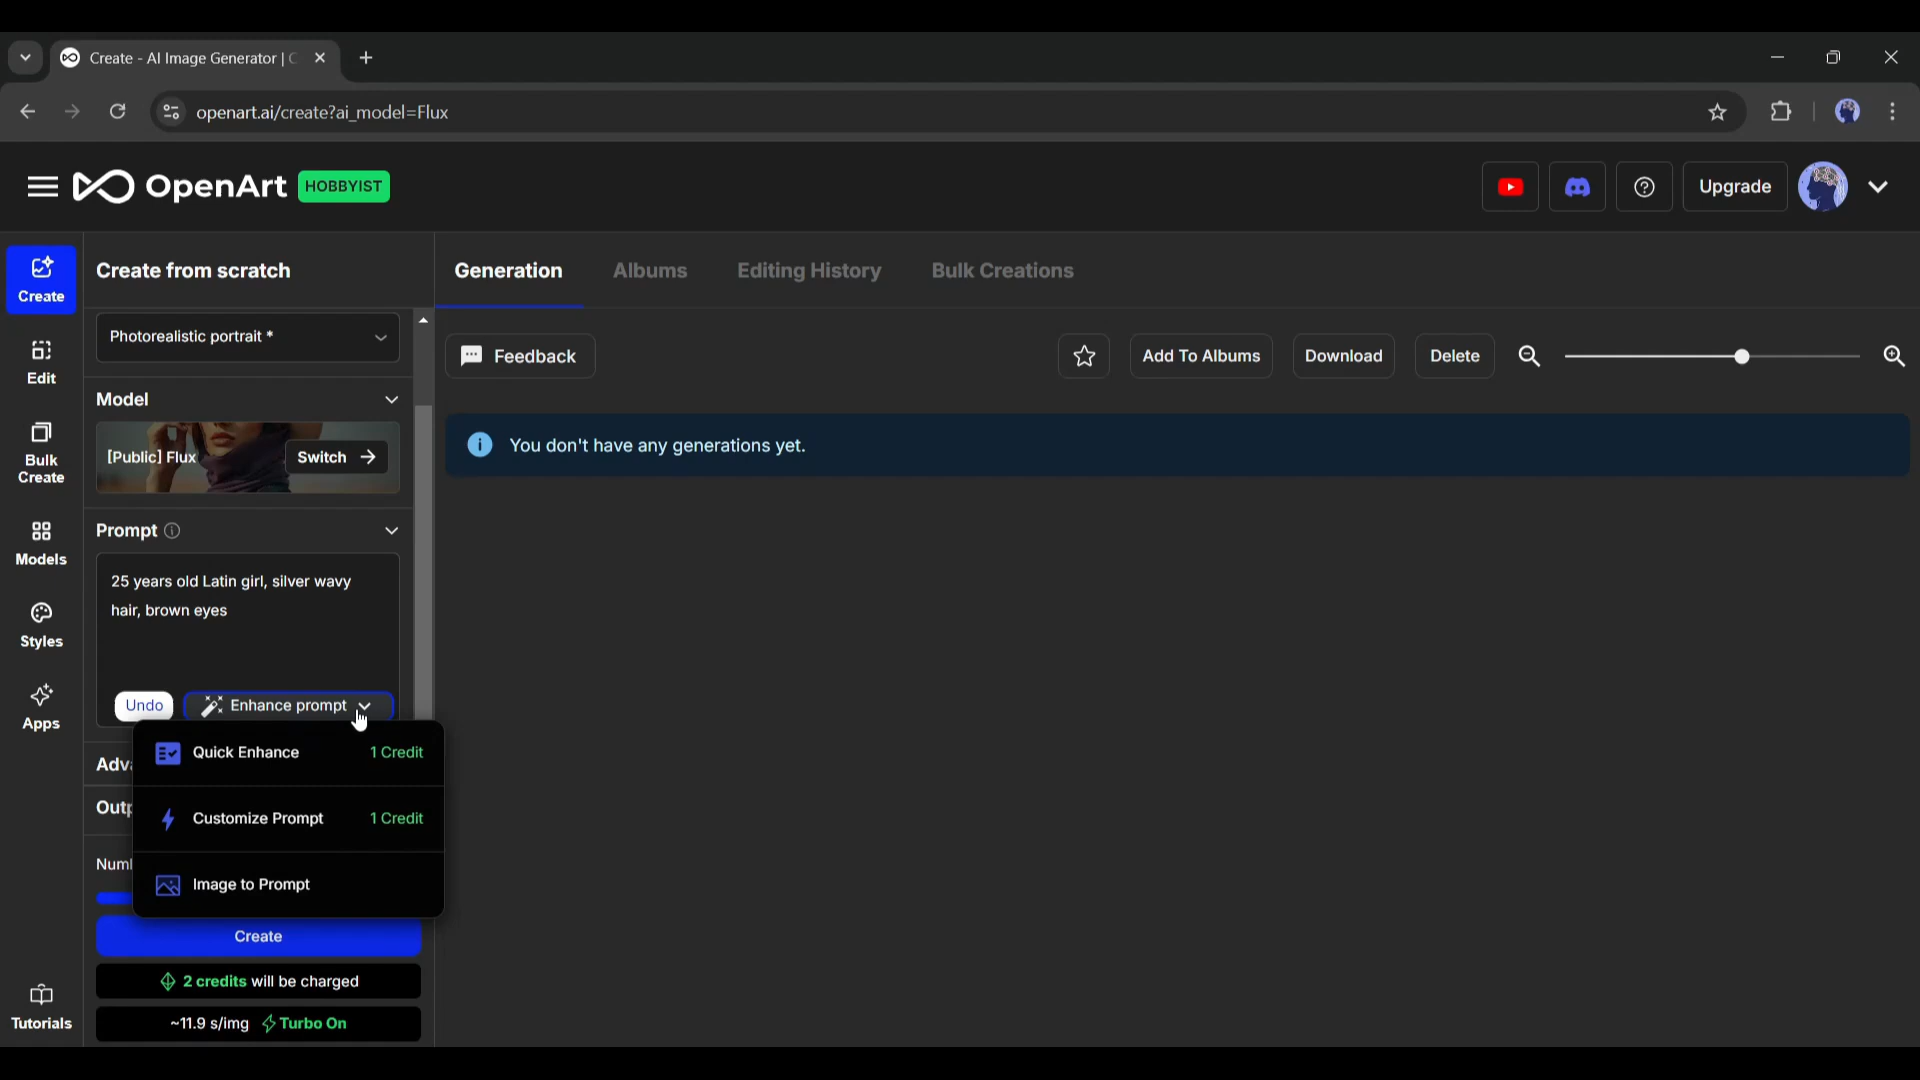 Create - AI Image Generator |
openart.ai/create?ai_model=Flux
OpenArt HOBBYIST
Upgrade
Create
Edit
Bulk
Create
Models
Styles
Apps
Tutorials
Create from scratch
Photorealistic portrait *
Model
[Public] Flux
Switch
Prompt
25 years old Latin girl, silver wavy
hair, brown eyes
Undo
Enhance prompt
Quick Enhance 1 Credit
Customize Prompt 1 Credit
Image to Prompt
Adv
Outp
Num
Create
2 credits will be charged
~11.9 s/img Turbo On
Generation Albums Editing History Bulk Creations
Feedback
Add To Albums Download Delete
You don't have any generations yet.